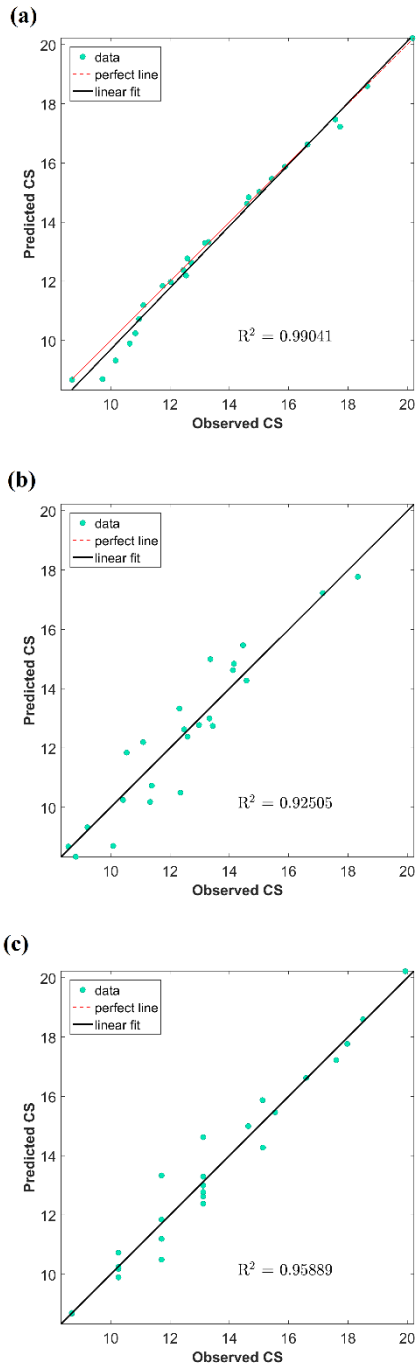 (a)
20
18
16
14
12
10
Predicted CS
data
perfect line
linear fit
R² = 0.99041
10 12 14 16 18 20
Observed CS
(b)
20
18
16
14
12
10
Predicted CS
data
perfect line
linear fit
R² = 0.92505
10 12 14 16 18 20
Observed CS
(c)
20
18
16
14
12
10
Predicted CS
data
perfect line
linear fit
R² = 0.95889
10 12 14 16 18 20
Observed CS